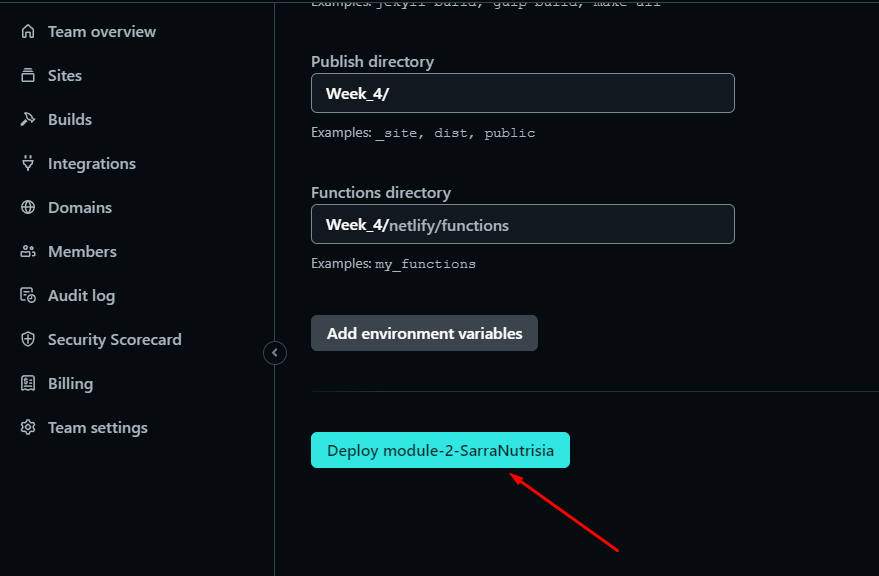 Team overview
Sites
Builds
Integrations
Domains
Members
Audit log
Security Scorecard
Billing
Team settings
Examples: jekyll build, gulp build, make all
Publish directory
Week_4/
Examples: _site, dist, public
Functions directory
Week_4/netlify/functions
Examples: my_functions
Add environment variables
Deploy module-2-SarraNutrisia